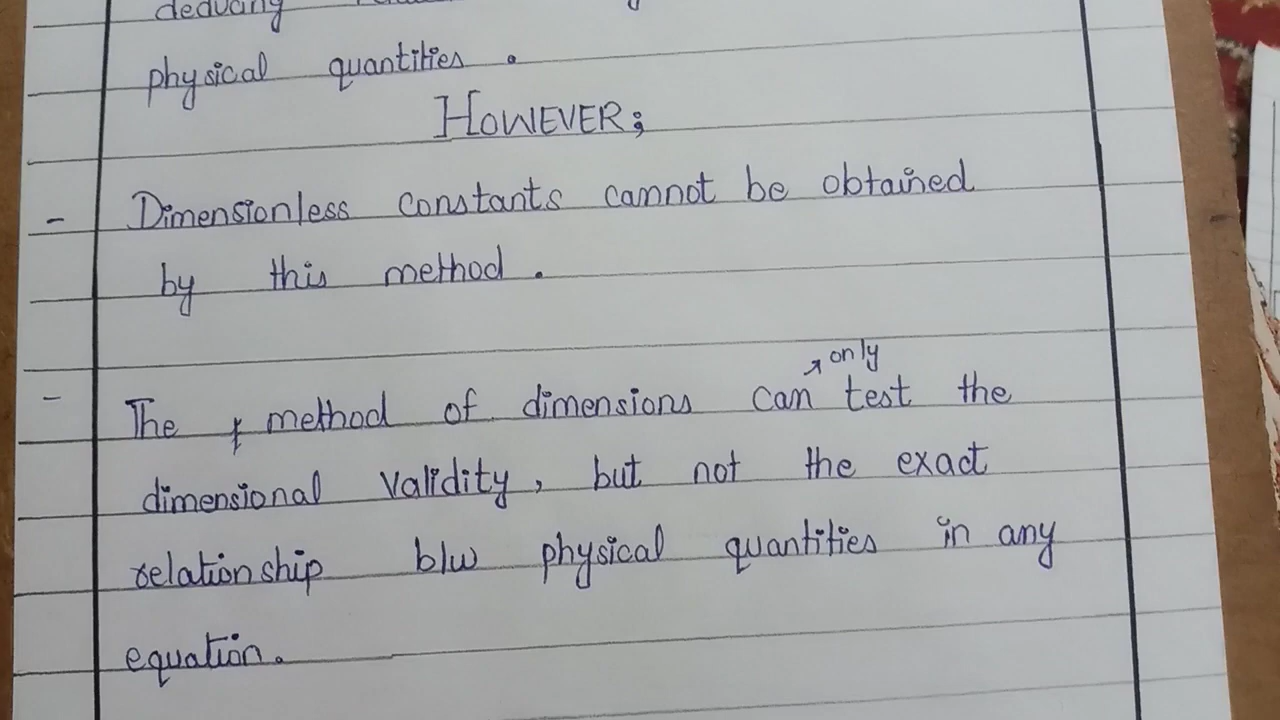 deducing
physical quantities.
HOWEVER;
- Dimensionless constants cannot be obtained
by this method.
only
- The method of dimensions can test the
dimensional validity, but not the exact
relationship b/w physical quantities in any
equation.